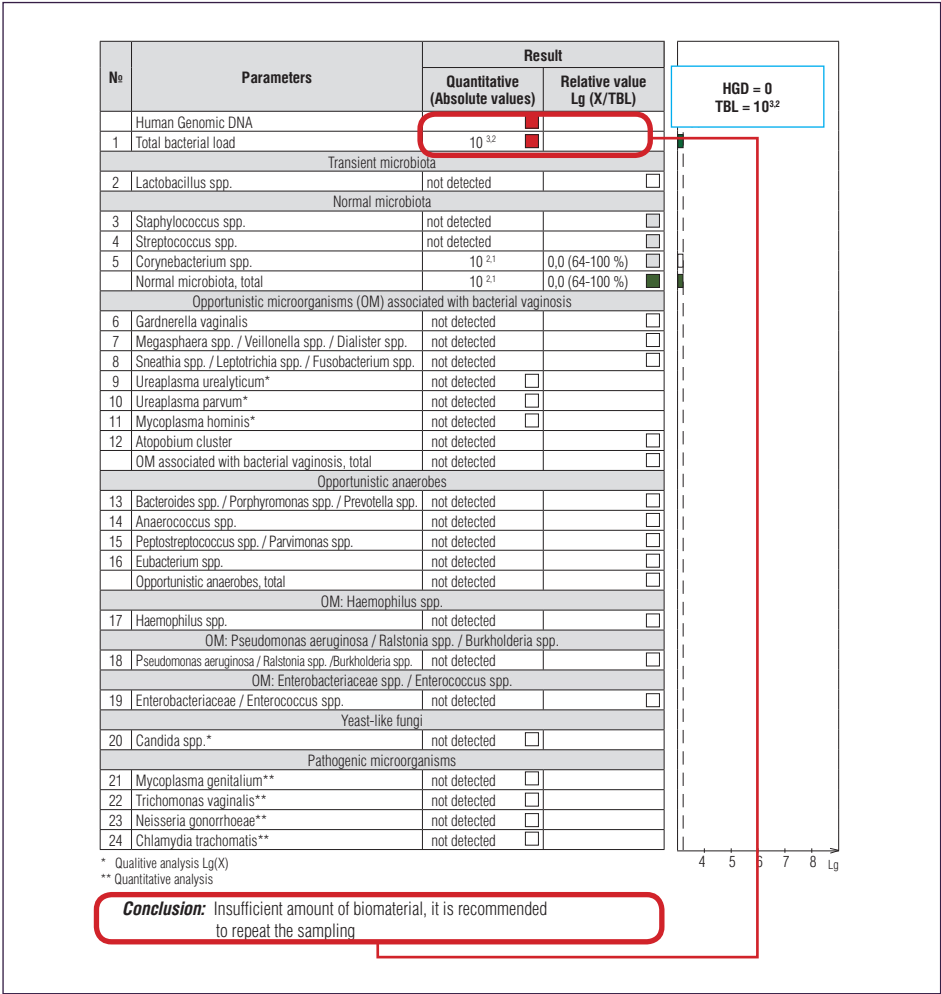 Result
№ Parameters Quantitative (Absolute values) Relative value Lg (X/TBL)
HGD = 0
TBL = 10^3,2
Human Genomic DNA
1 Total bacterial load 10 ^3,2
Transient microbiota
2 Lactobacillus spp. not detected
Normal microbiota
3 Staphylococcus spp. not detected
4 Streptococcus spp. not detected
5 Corynebacterium spp. 10 ^2,1 0,0 (64-100 %)
Normal microbiota, total 10 ^2,1 0,0 (64-100 %)
Opportunistic microorganisms (OM) associated with bacterial vaginosis
6 Gardnerella vaginalis not detected
7 Megasphaera spp. / Veillonella spp. / Dialister spp. not detected
8 Sneathia spp. / Leptotrichia spp. / Fusobacterium spp. not detected
9 Ureaplasma urealyticum* not detected
10 Ureaplasma parvum* not detected
11 Mycoplasma hominis* not detected
12 Atopobium cluster not detected
OM associated with bacterial vaginosis, total not detected
Opportunistic anaerobes
13 Bacteroides spp. / Porphyromonas spp. / Prevotella spp. not detected
14 Anaerococcus spp. not detected
15 Peptostreptococcus spp. / Parvimonas spp. not detected
16 Eubacterium spp. not detected
Opportunistic anaerobes, total not detected
OM: Haemophilus spp.
17 Haemophilus spp. not detected
OM: Pseudomonas aeruginosa / Ralstonia spp. / Burkholderia spp.
18 Pseudomonas aeruginosa / Ralstonia spp. /Burkholderia spp. not detected
OM: Enterobacteriaceae spp. / Enterococcus spp.
19 Enterobacteriaceae / Enterococcus spp. not detected
Yeast-like fungi
20 Candida spp.* not detected
Pathogenic microorganisms
21 Mycoplasma genitalium** not detected
22 Trichomonas vaginalis** not detected
23 Neisseria gonorrhoeae** not detected
24 Chlamydia trachomatis** not detected
4 5 6 7 8 Lg
* Qualitive analysis Lg(X)
** Quantitative analysis
Conclusion: Insufficient amount of biomaterial, it is recommended
to repeat the sampling